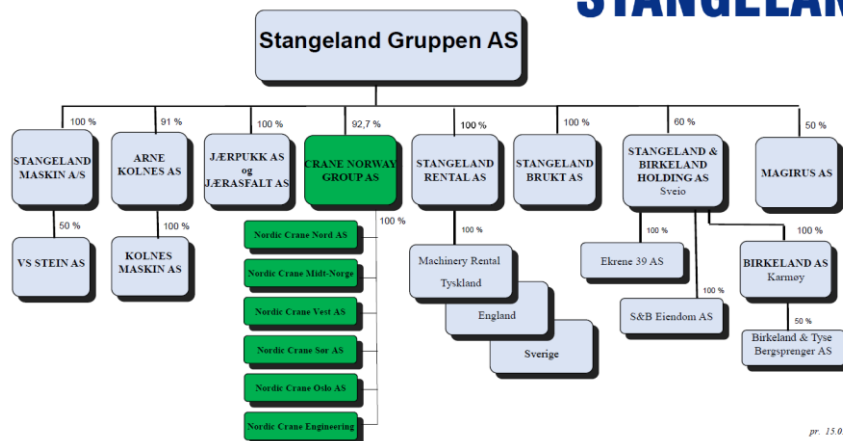 STANGELAN
Stangeland Gruppen AS
100 %
91 %
100 %
92,7 %
100 %
100 %
60 %
50 %
STANGELAND
MASKIN A/S
ARNE
KOLNES AS
JÆRPUKK AS
og
JÆRASFALT AS
CRANE NORWAY
GROUP AS
STANGELAND
RENTAL AS
STANGELAND
BRUKT AS
STANGELAND &
BIRKELAND
HOLDING AS
Sveio
MAGIRUS AS
50 %
100 %
100 %
100 %
100 %
100 %
100 %
VS STEIN AS
KOLNES
MASKIN AS
Nordic Crane Nord AS
Nordic Crane Midt-Norge
Nordic Crane Vest AS
Nordic Crane Sør AS
Nordic Crane Oslo AS
Nordic Crane Engineering
Machinery Rental
Tyskland
England
Sverige
Ekrene 39 AS
S&B Eiendom AS
BIRKELAND AS
Karmøy
50 %
Birkeland & Tyse
Bergsprenger AS
pr. 15.0